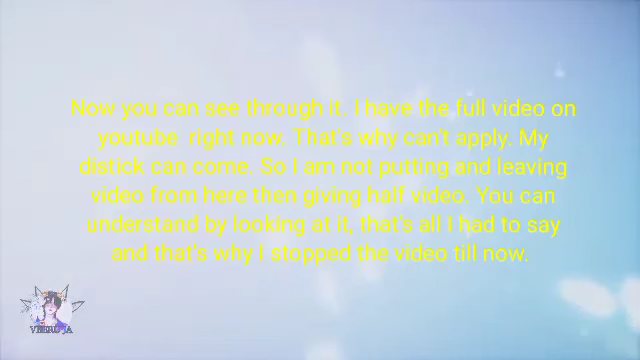 Now you can see through it. I have the full video on
youtube right now. That's why can't apply. My
distick can come. So I am not putting and leaving
video from here then giving half video. You can
understand by looking at it, that's all I had to say
and that's why I stopped the video till now.